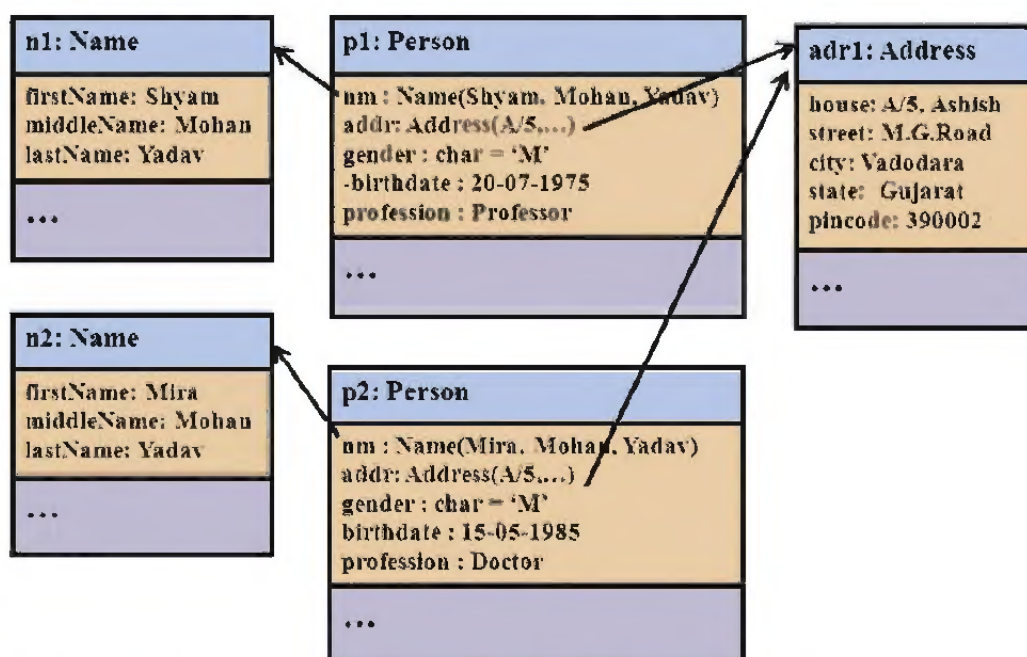 n1: Name
firstName: Shyam
middleName: Mohan
lastName: Yadav
...
p1: Person
nm : Name(Shyam, Mohan, Yadav)
addr: Address(A/5,...)
gender : char = ‘M’
-birthdate : 20-07-1975
profession : Professor
...
adr1: Address
house: A/5, Ashish
street: M.G.Road
city: Vadodara
state: Gujarat
pincode: 390002
...
n2: Name
firstName: Mira
middleName: Mohan
lastName: Yadav
...
p2: Person
nm : Name(Mira, Mohan, Yadav)
addr: Address(A/5,...)
gender : char = ‘M’
birthdate : 15-05-1985
profession : Doctor
...